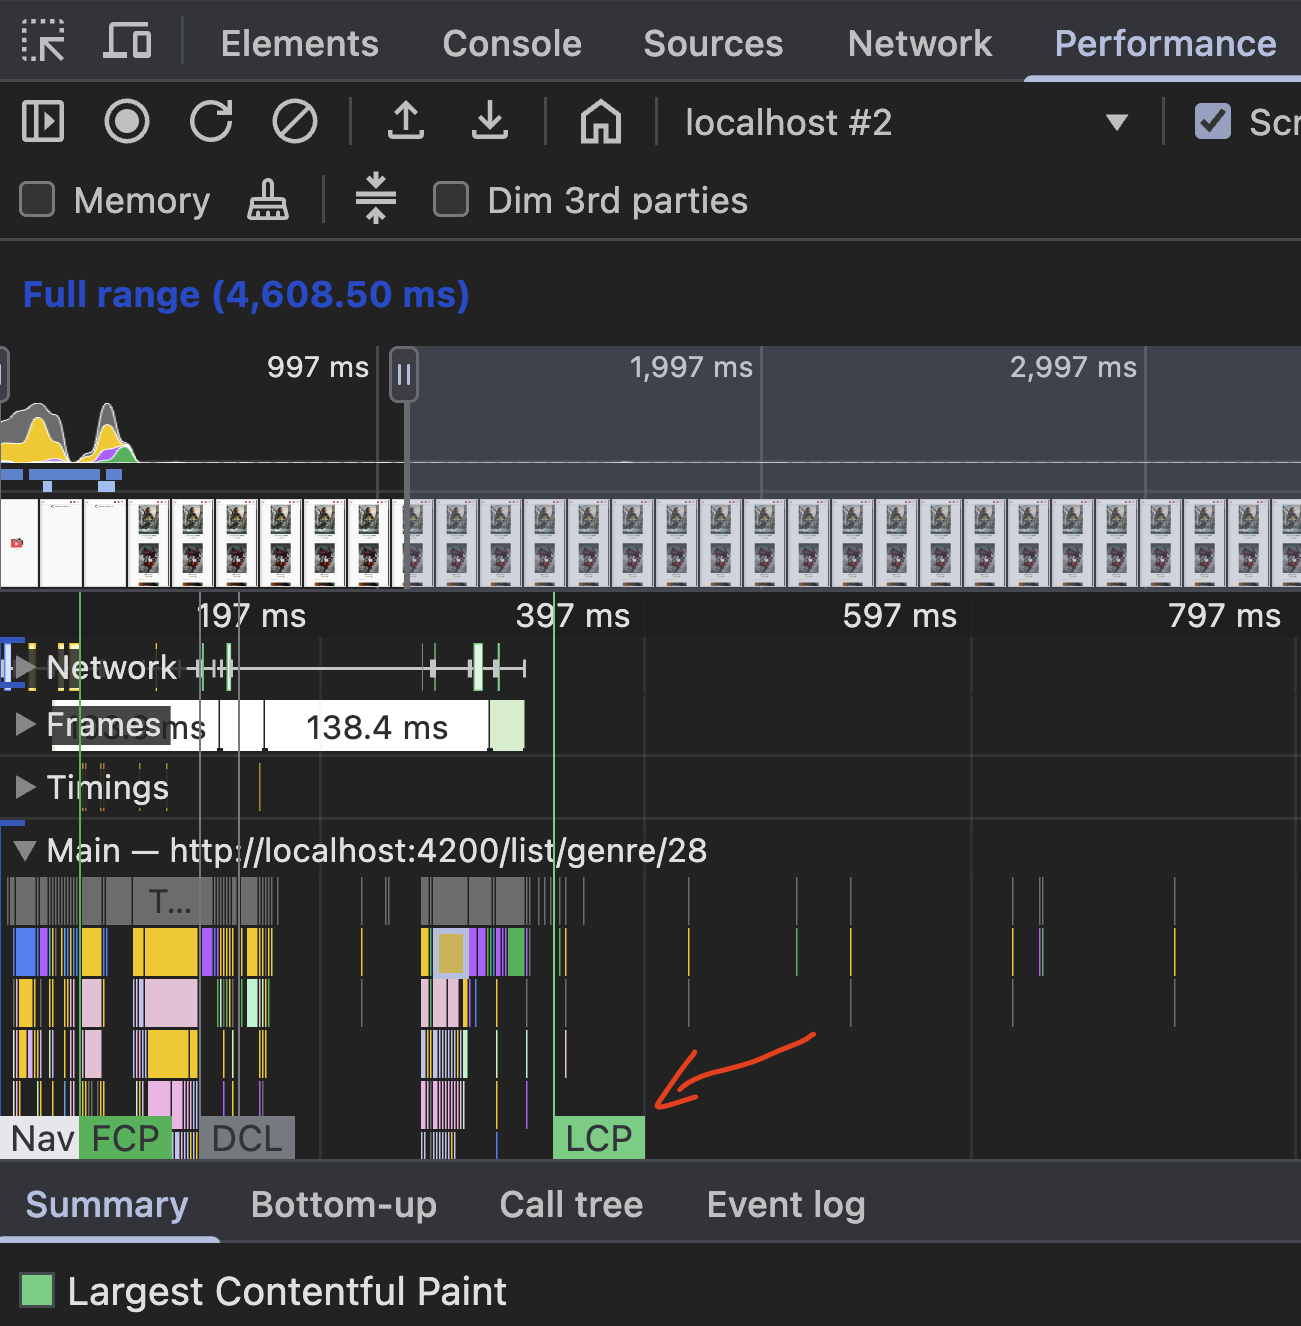 Elements Console Sources Network Performance
localhost #2 Scr
Memory Dim 3rd parties
Full range (4,608.50 ms)
997 ms 1,997 ms 2,997 ms
197 ms 397 ms 597 ms 797 ms
Network
Frames ms 138.4 ms
Timings
Main — http://localhost:4200/list/genre/28
T...
Nav FCP DCL LCP
Summary Bottom-up Call tree Event log
Largest Contentful Paint